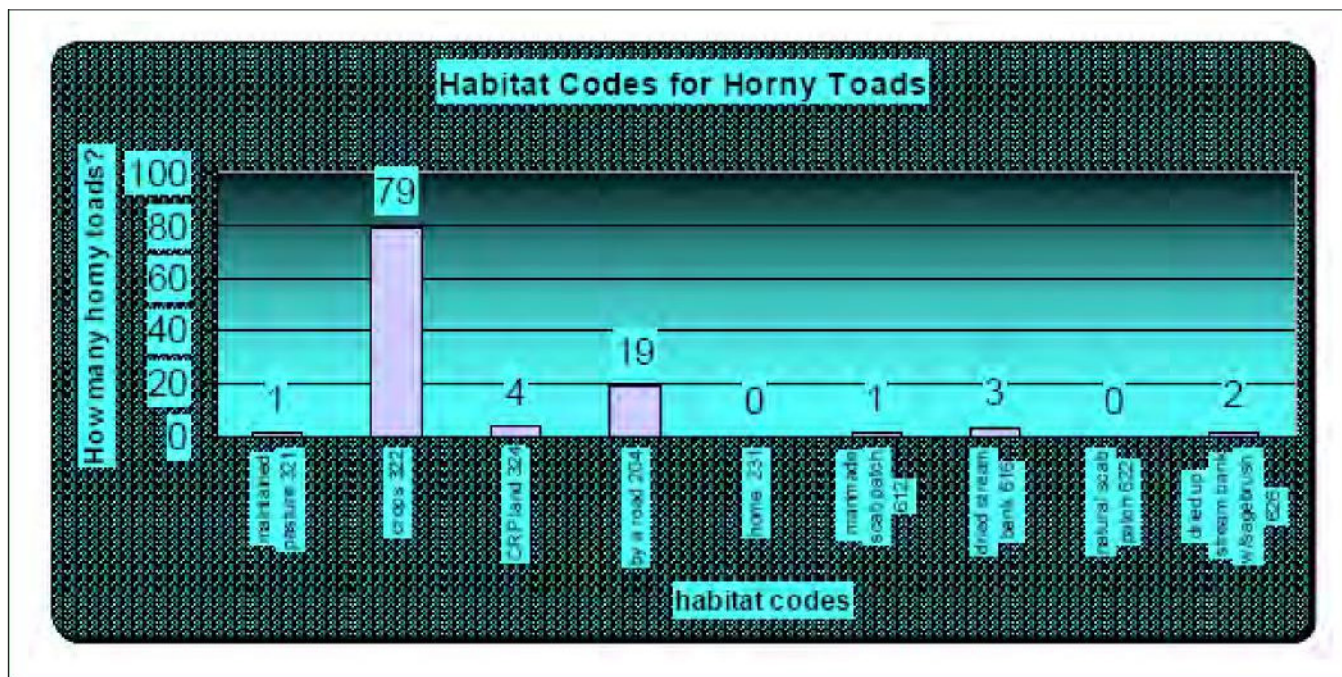 Habitat Codes for Horny Toads
How many horny toads?
100
80
60
40
20
0
1
79
4
19
0
1
3
0
2
maintained
pasture 321
crops 322
CRP land 324
by a road 204
home 231
manmade
scab patch
612
dried stream
bank 616
natural scab
622
dried up
stream bank
w/sagebrush
626
habitat codes